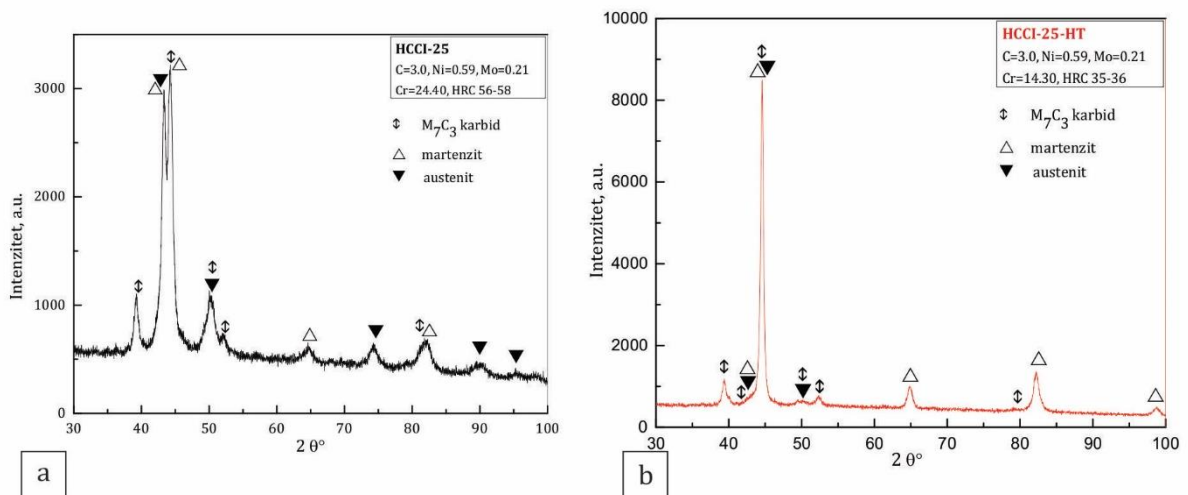 HCCI-25
C=3.0, Ni=0.59, Mo=0.21
Cr=24.40, HRC 56-58
M7C3 karbid
martenzit
austenit
Intenzitet, a.u.
3000
2000
1000
0
30 40 50 60 70 80 90 100
2 θ°
a
HCCI-25-HT
C=3.0, Ni=0.59, Mo=0.21
Cr=14.30, HRC 35-36
M7C3 karbid
martenzit
austenit
Intenzitet, a.u.
10000
8000
6000
4000
2000
0
30 40 50 60 70 80 90 100
2 θ°
b